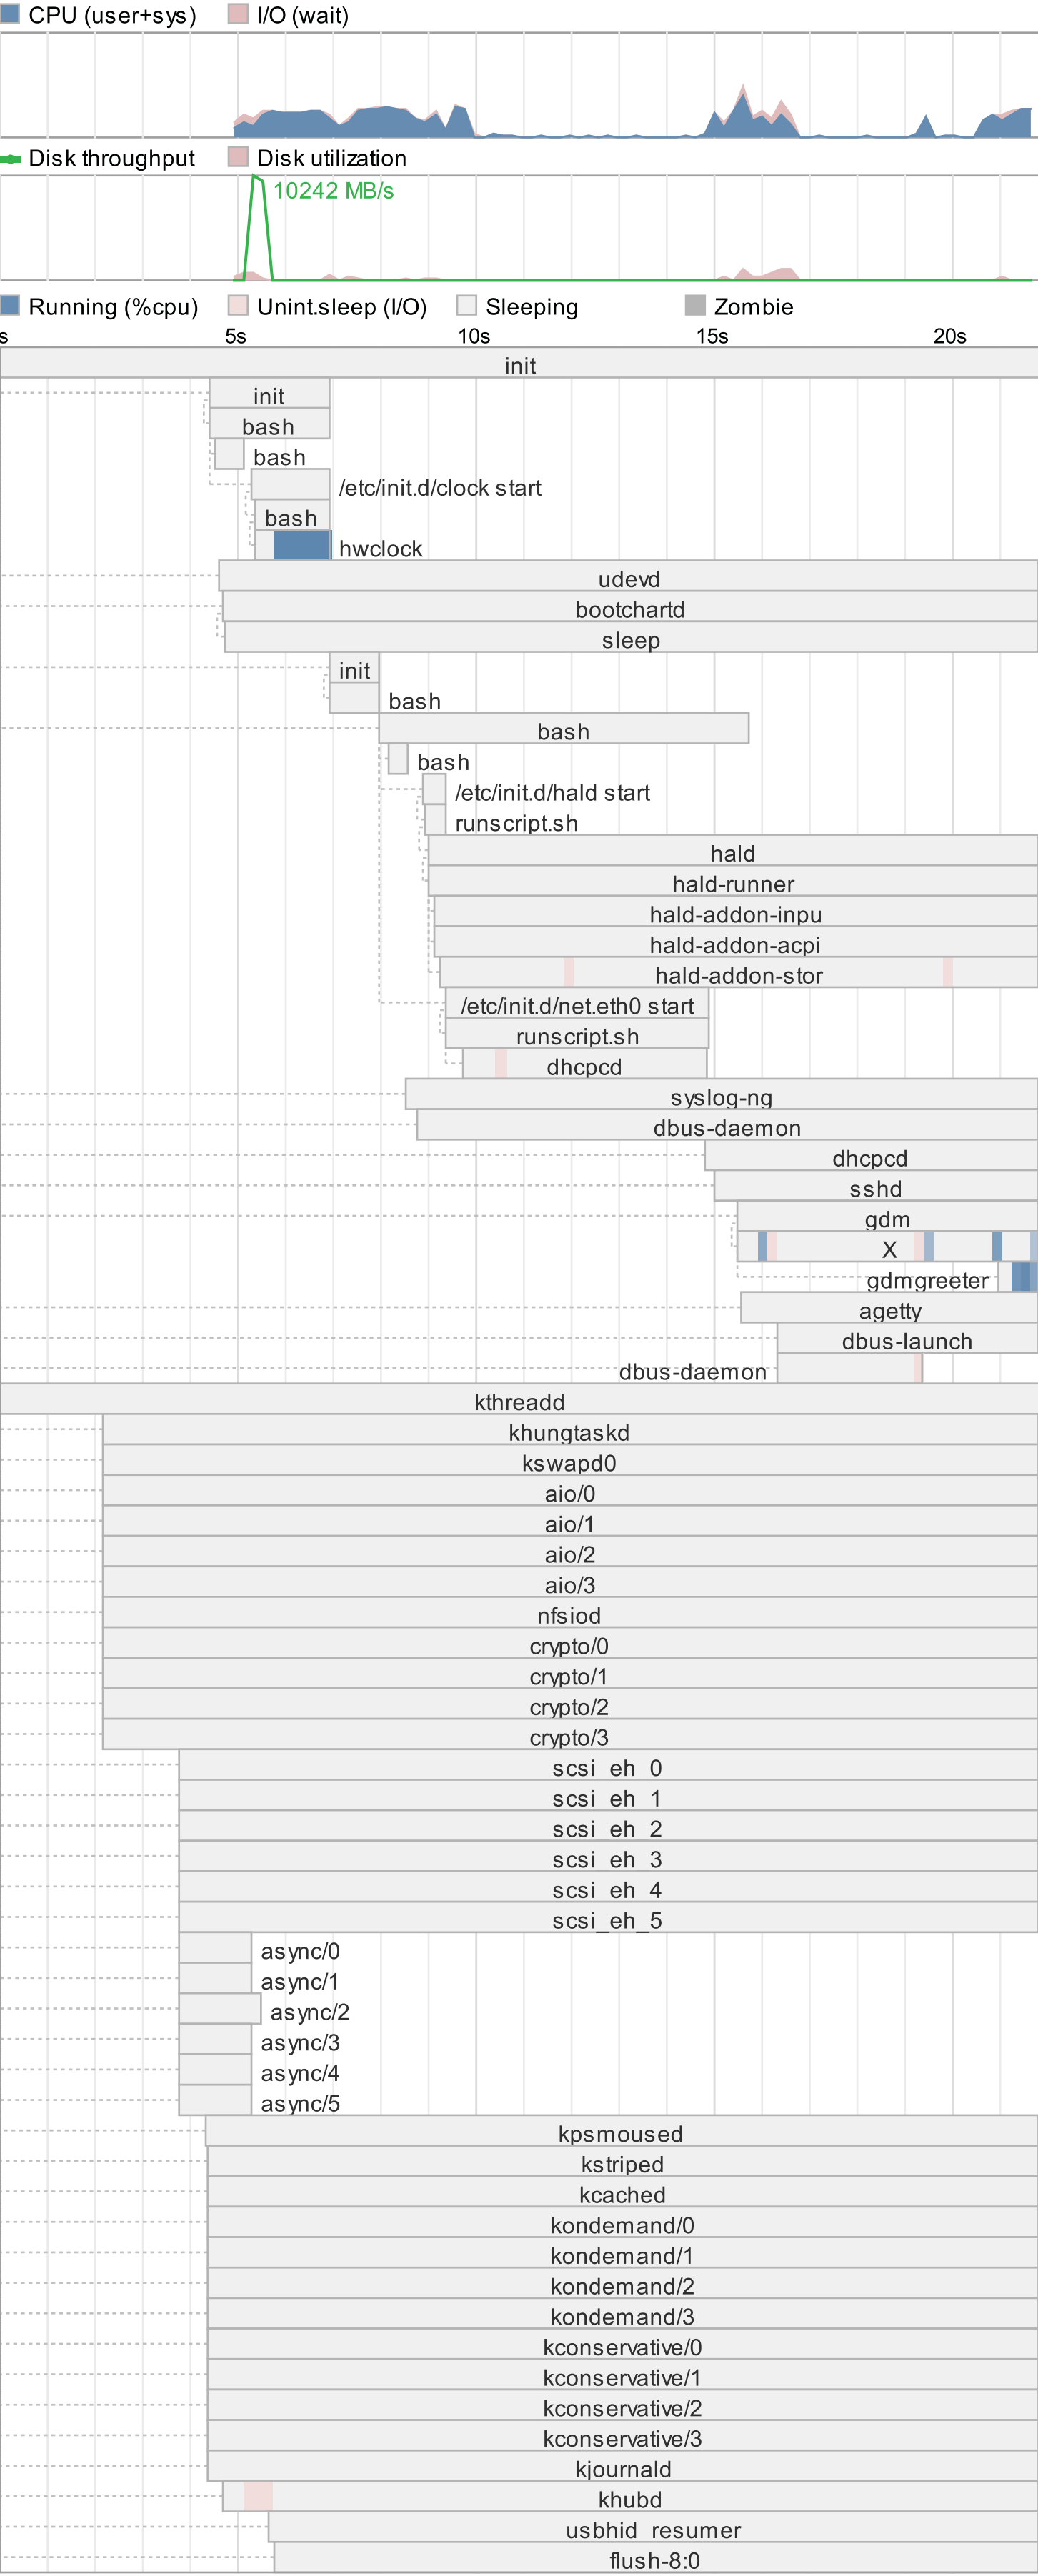 CPU (user+sys) I/O (wait)
Disk throughput Disk utilization
10242 MB/s
Running (%cpu) Unint.sleep (I/O) Sleeping Zombie
s 5s 10s 15s 20s
init
init
bash
bash
/etc/init.d/clock start
bash
hwclock
udevd
bootchartd
sleep
init
bash
bash
bash
/etc/init.d/hald start
runscript.sh
hald
hald-runner
hald-addon-inpu
hald-addon-acpi
hald-addon-stor
/etc/init.d/net.eth0 start
runscript.sh
dhcpcd
syslog-ng
dbus-daemon
dhcpcd
sshd
gdm
X
gdmgreeter
agetty
dbus-launch
dbus-daemon
kthreadd
khungtaskd
kswapd0
aio/0
aio/1
aio/2
aio/3
nfsiod
crypto/0
crypto/1
crypto/2
crypto/3
scsi_eh_0
scsi_eh_1
scsi_eh_2
scsi_eh_3
scsi_eh_4
scsi_eh_5
async/0
async/1
async/2
async/3
async/4
async/5
kpsmoused
kstriped
kcached
kondemand/0
kondemand/1
kondemand/2
kondemand/3
kconservative/0
kconservative/1
kconservative/2
kconservative/3
kjournald
khubd
usbhid_resumer
flush-8:0